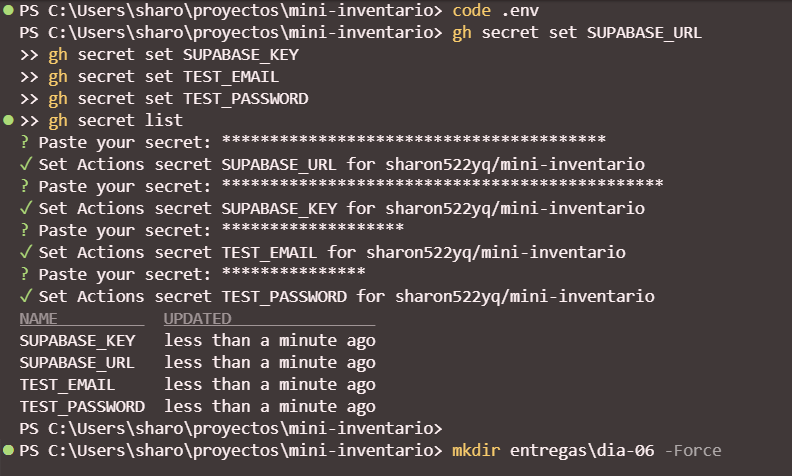 PS C:\Users\sharo\proyectos\mini-inventario> code .env
PS C:\Users\sharo\proyectos\mini-inventario> gh secret set SUPABASE_URL
>> gh secret set SUPABASE_KEY
>> gh secret set TEST_EMAIL
>> gh secret set TEST_PASSWORD
>> gh secret list
? Paste your secret: ****************************************
✓ Set Actions secret SUPABASE_URL for sharon522yq/mini-inventario
? Paste your secret: **********************************************
✓ Set Actions secret SUPABASE_KEY for sharon522yq/mini-inventario
? Paste your secret: *******************
✓ Set Actions secret TEST_EMAIL for sharon522yq/mini-inventario
? Paste your secret: ***************
✓ Set Actions secret TEST_PASSWORD for sharon522yq/mini-inventario
NAME UPDATED
SUPABASE_KEY less than a minute ago
SUPABASE_URL less than a minute ago
TEST_EMAIL less than a minute ago
TEST_PASSWORD less than a minute ago
PS C:\Users\sharo\proyectos\mini-inventario>
PS C:\Users\sharo\proyectos\mini-inventario> mkdir entregas\dia-06 -Force